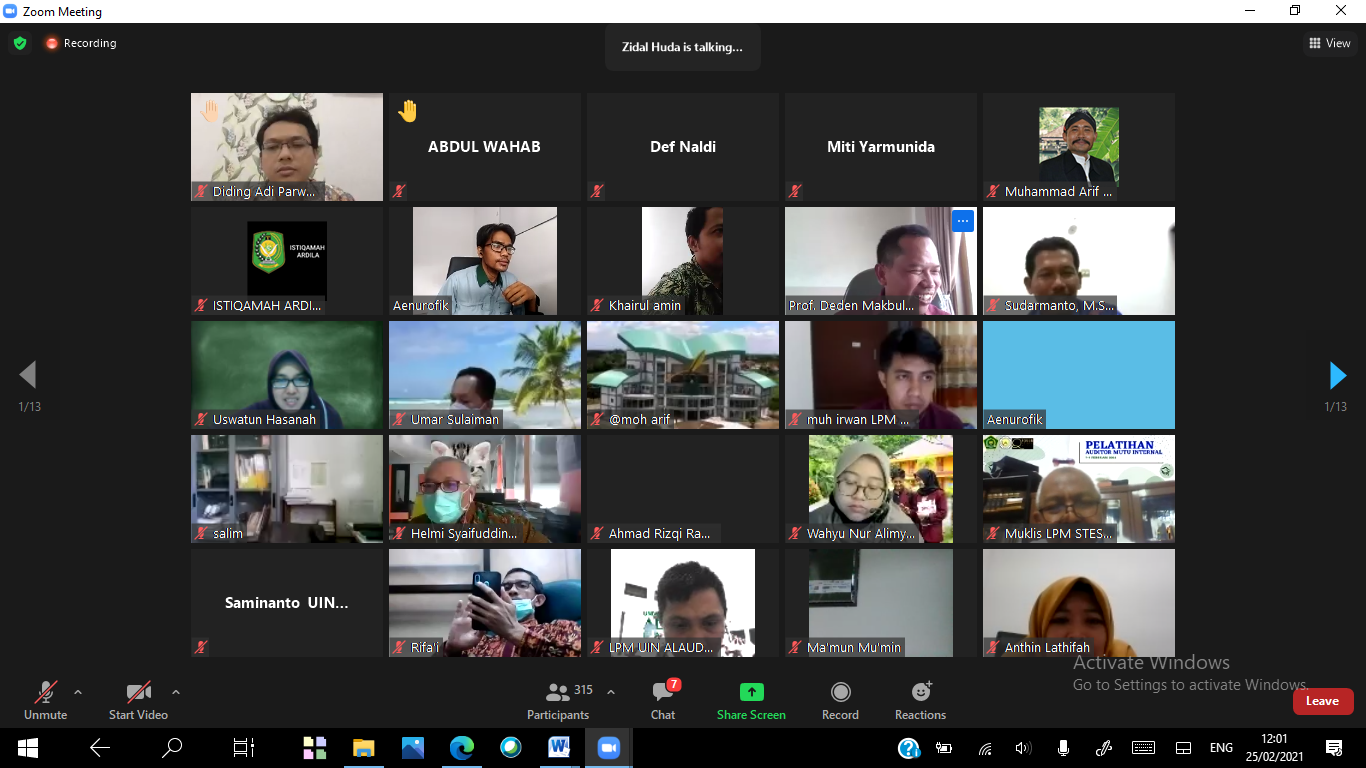 Zoom Meeting
Recording
Zidal Huda is talking...
View
Diding Adi Parw...
ABDUL WAHAB
Def Naldi
Miti Yarmunida
Muhammad Arif ...
ISTIQAMAH
ARDILA
ISTIQAMAH ARDI...
Aenurofik
Khairul amin
Prof. Deden Makbul...
Sudarmanto, M.S...
Uswatun Hasanah
Umar Sulaiman
@moh arif
muh irwan LPM ...
Aenurofik
1/13
1/13
salim
Helmi Syaifuddin...
Ahmad Rizqi Ra...
Wahyu Nur Alimy...
PELATIHAN
AUDITOR MUTU INTERNAL
Muklis LPM STES...
Saminanto UIN...
Rifa'i
LPM UIN ALAUD...
Ma'mun Mu'min
Anthin Lathifah
Activate Windows
Go to Settings to activate Windows.
Unmute
Start Video
315
Participants
7
Chat
Share Screen
Record
Reactions
Leave
ENG
12:01
25/02/2021